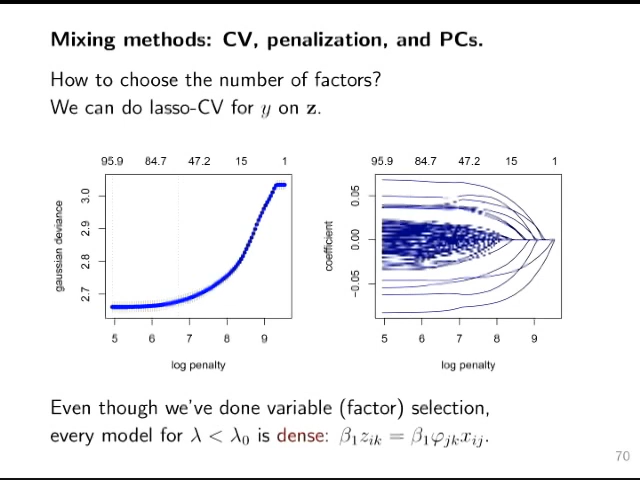 Mixing methods: CV, penalization, and PCs.
How to choose the number of factors?
We can do lasso-CV for y on z.
95.9 84.7 47.2 15 1
gaussian deviance
3.0
2.9
2.8
2.7
5 6 7 8 9
log penalty
95.9 84.7 47.2 15 1
coefficient
0.05
0.00
−0.05
5 6 7 8 9
log penalty
Even though we've done variable (factor) selection,
every model for λ < λ₀ is dense: β₁zᵢₖ = β₁φⱼₖxᵢⱼ.
70